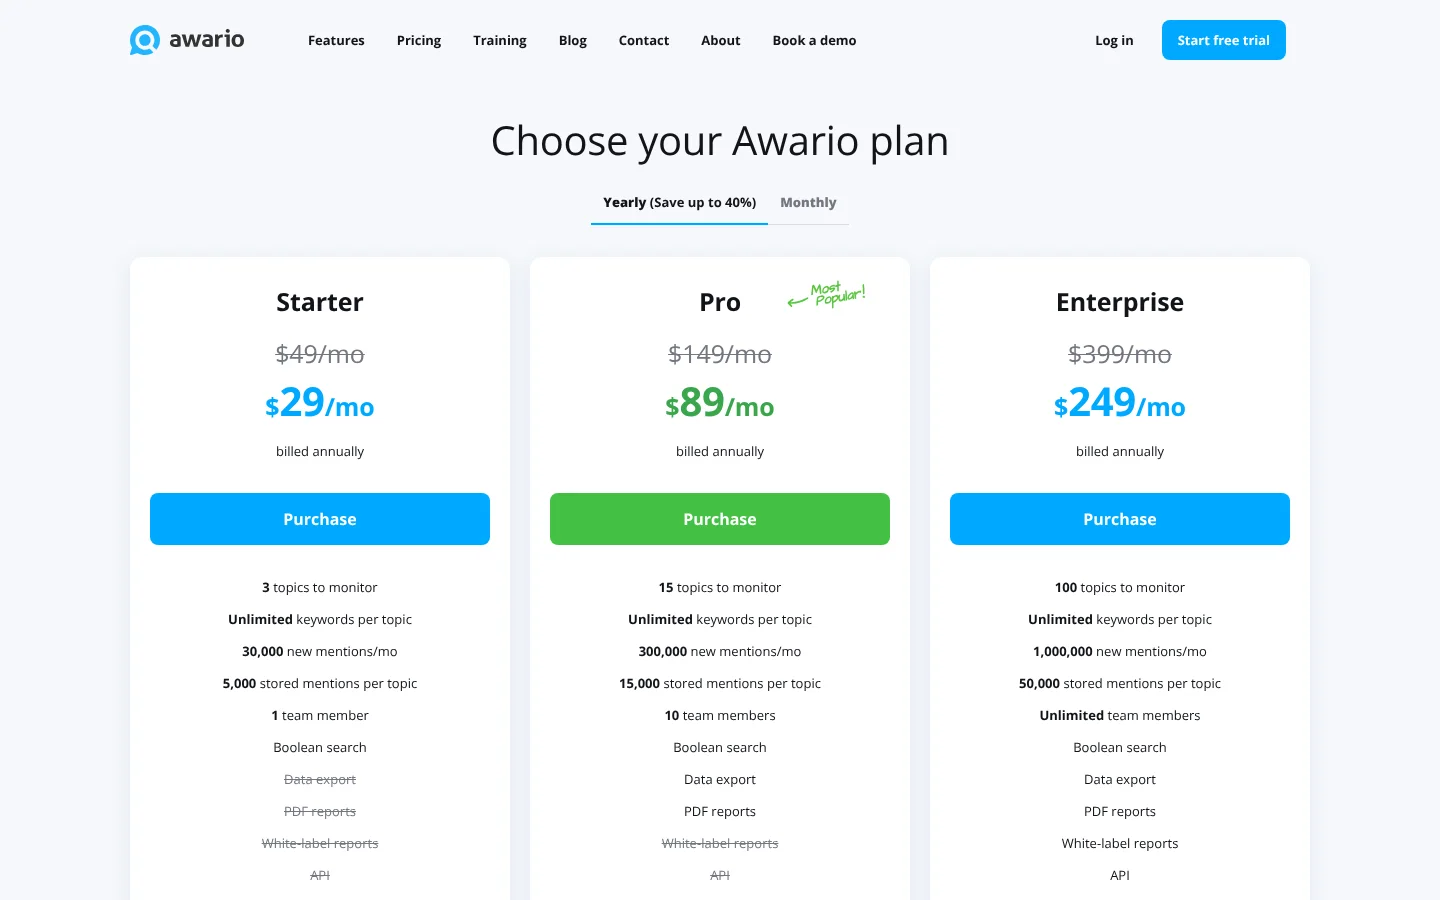 awario
Features Pricing Training Blog Contact About Book a demo Log in Start free trial
Choose your Awario plan
Yearly (Save up to 40%) Monthly
Starter
$49/mo
$29/mo
billed annually
Purchase
3 topics to monitor
Unlimited keywords per topic
30,000 new mentions/mo
5,000 stored mentions per topic
1 team member
Boolean search
Data export
PDF reports
White-label reports
API
Pro
Most
Popular!
$149/mo
$89/mo
billed annually
Purchase
15 topics to monitor
Unlimited keywords per topic
300,000 new mentions/mo
15,000 stored mentions per topic
10 team members
Boolean search
Data export
PDF reports
White-label reports
API
Enterprise
$399/mo
$249/mo
billed annually
Purchase
100 topics to monitor
Unlimited keywords per topic
1,000,000 new mentions/mo
50,000 stored mentions per topic
Unlimited team members
Boolean search
Data export
PDF reports
White-label reports
API